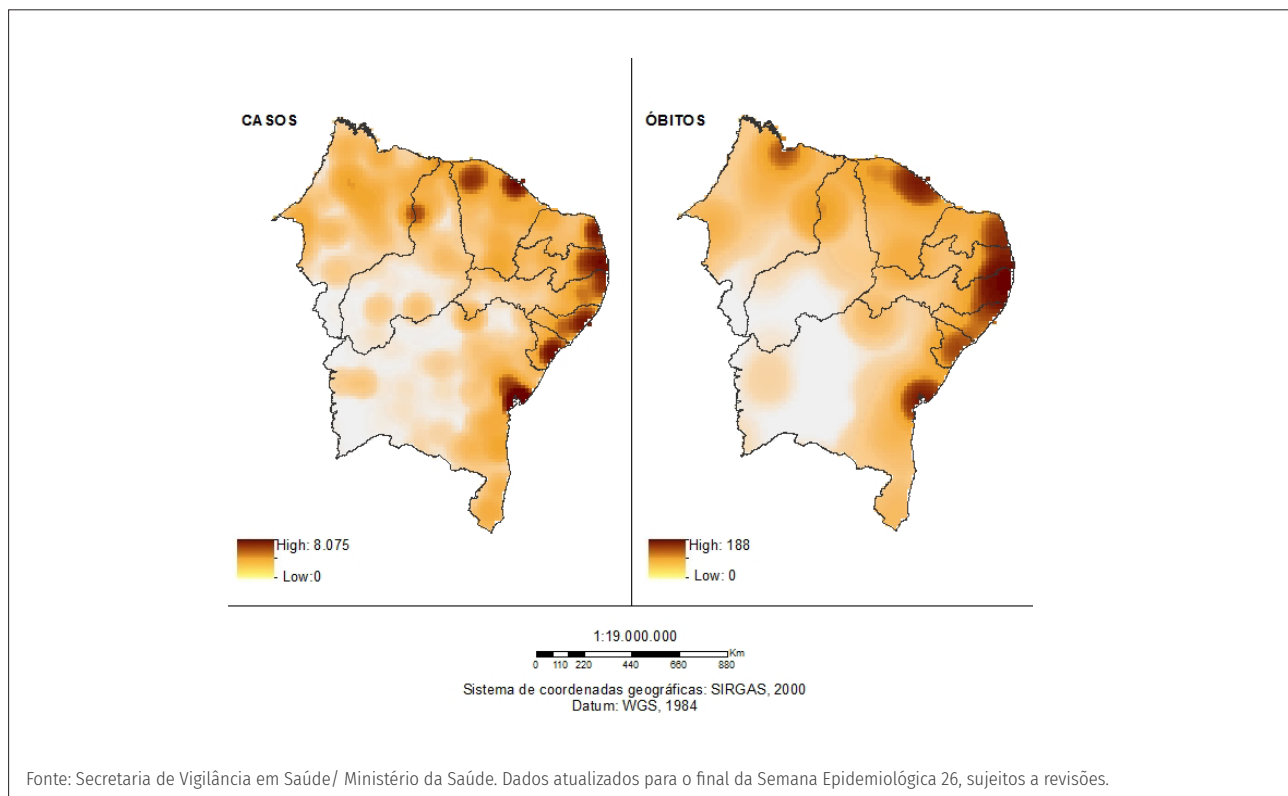 CASOS
High: 8.075
Low:0
ÓBITOS
High: 188
Low: 0
1:19.000.000
Km
0 110 220 440 660 880
Sistema de coordenadas geográficas: SIRGAS, 2000
Datum: WGS, 1984
Fonte: Secretaria de Vigilância em Saúde/ Ministério da Saúde. Dados atualizados para o final da Semana Epidemiológica 26, sujeitos a revisões.